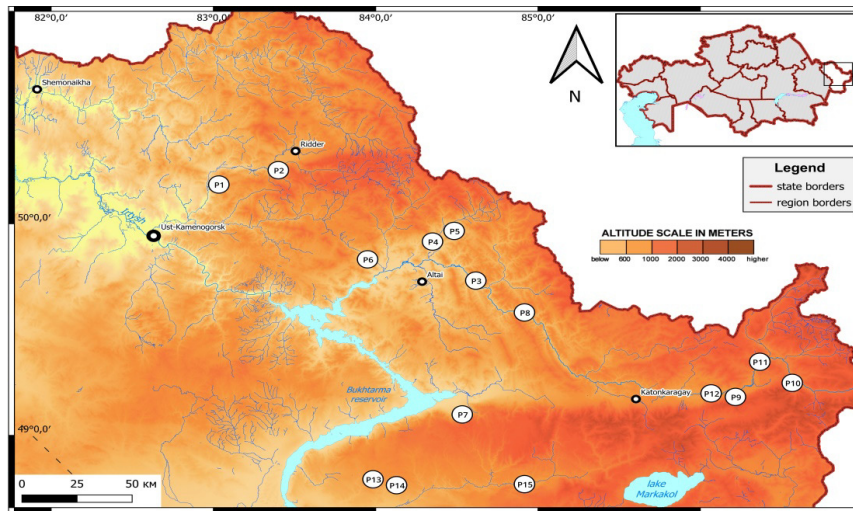 82°0,0' 83°0,0' 84°0,0' 85°0,0'
Shemonaikha
N
Ridder
P2
P1
Legend
state borders
region borders
50°0,0'
Ust-Kamenogorsk
P5
P4
ALTITUDE SCALE IN METERS
below 600 1000 2000 3000 4000 higher
P6
Altai
P3
P8
P11
Bukhtarma
reservoir
P10
Katonkaragay
P12
P9
P7
49°0,0'
P13
P14
P15
lake
Markakol
0 25 50 KM